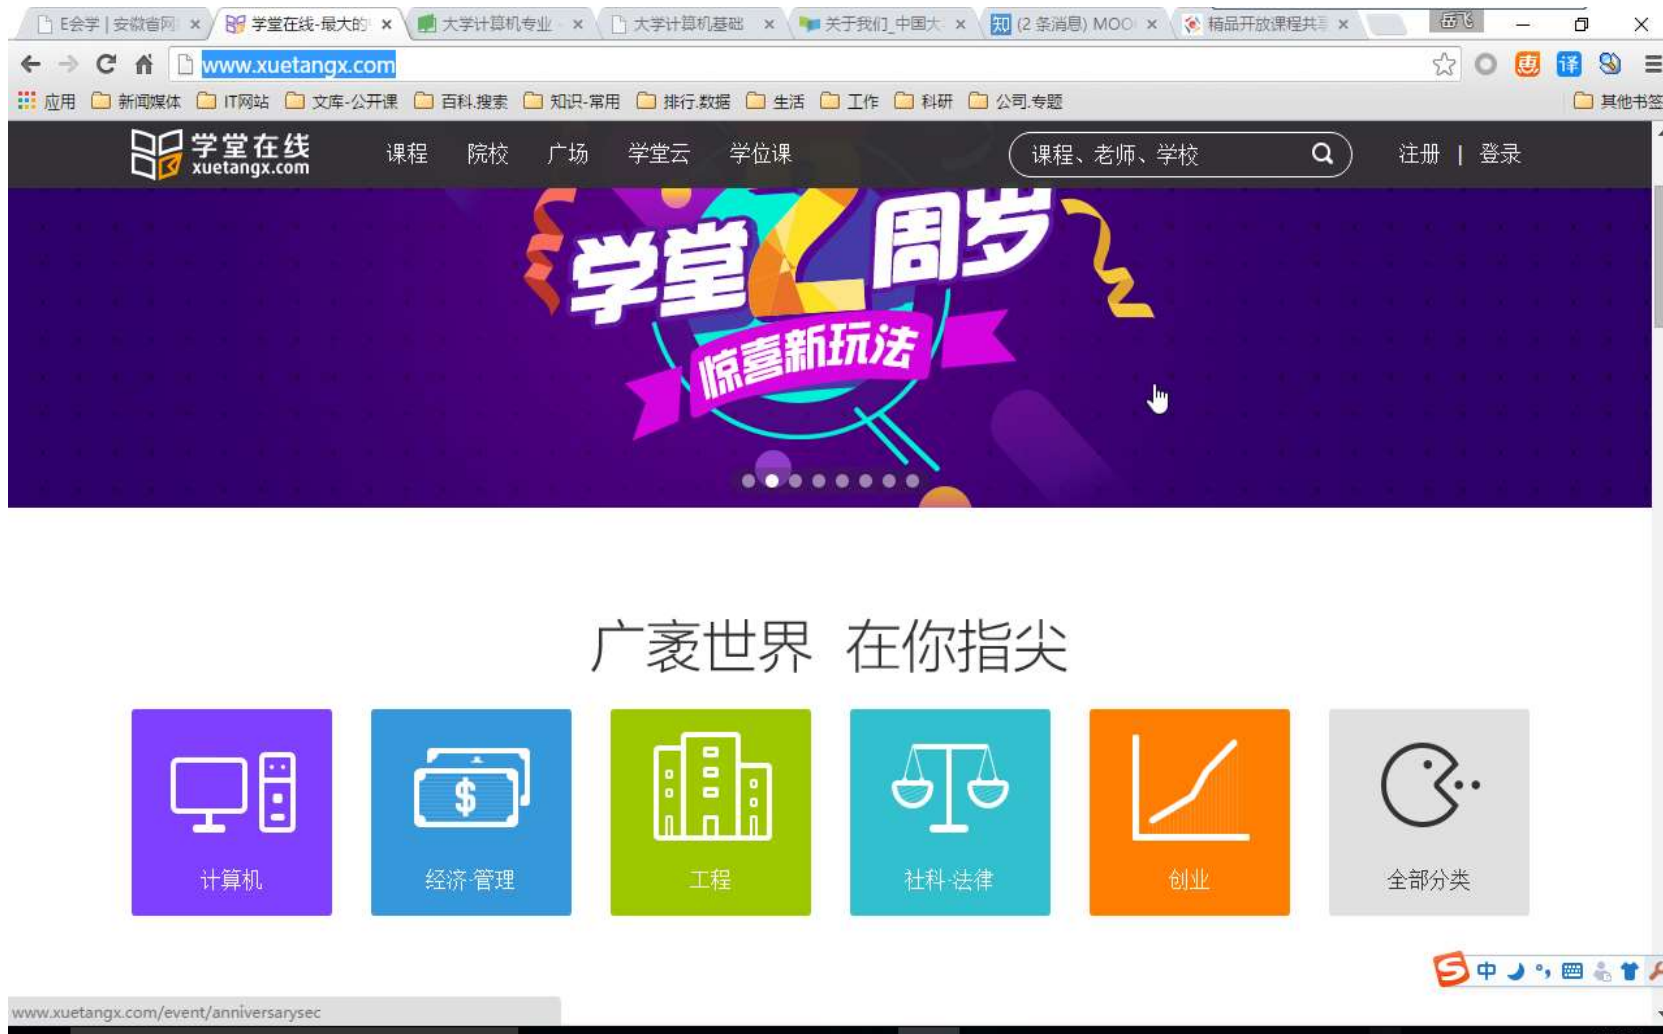 E会学 | 安徽省网
学堂在线-最大的
大学计算机专业
大学计算机基础
关于我们_中国大
知 (2 条消息) MOO
精品开放课程共享
岳飞
www.xuetangx.com
惠
译
应用 新闻媒体 IT网站 文库-公开课 百科.搜索 知识-常用 排行.数据 生活 工作 科研 公司.专题 其他书签
学堂在线
xuetangx.com
课程 院校 广场 学堂云 学位课 课程、老师、学校 注册 | 登录
学堂2周岁
惊喜新玩法
广袤世界 在你指尖
$
计算机 经济-管理 工程 社科-法律 创业 全部分类
S 中
www.xuetangx.com/event/anniversarysec